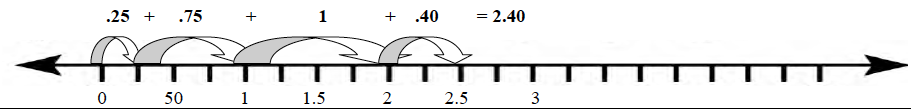 .25 + .75 + 1 + .40 = 2.40
0 50 1 1.5 2 2.5 3